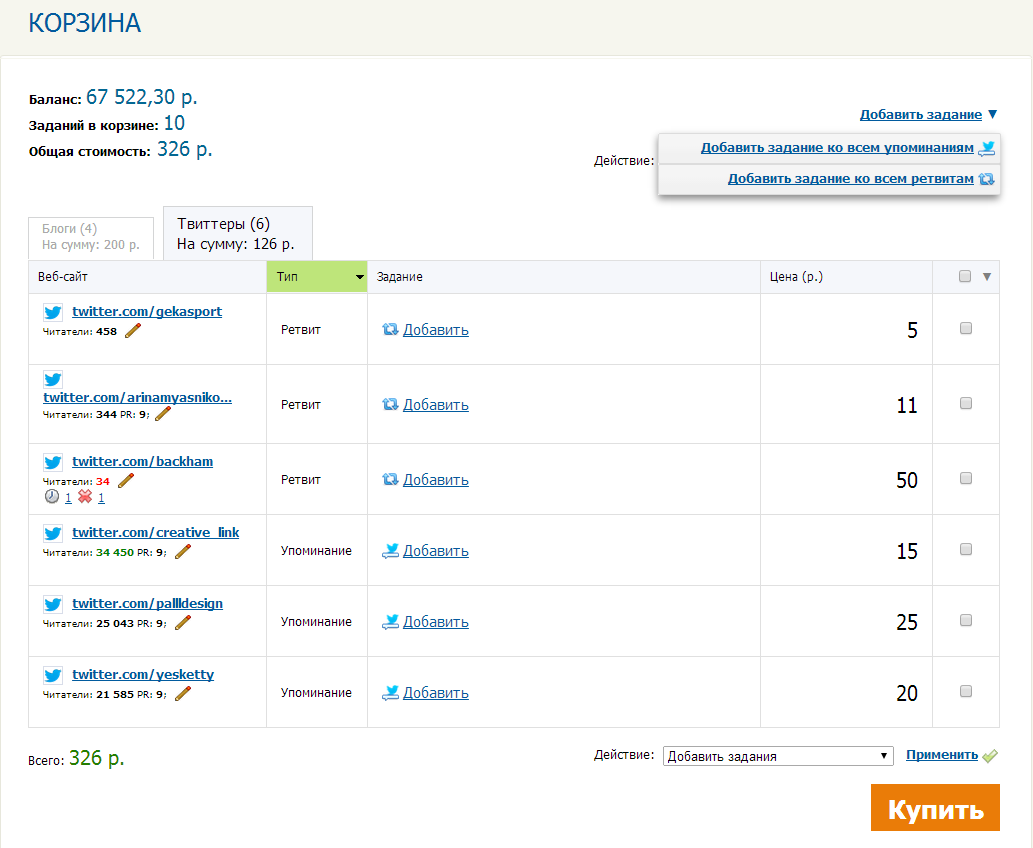 КОРЗИНА
Баланс: 67 522,30 р.
Заданий в корзине: 10
Общая стоимость: 326 р.
Добавить задание ▼
Действие:
Добавить задание ко всем упоминаниям
Добавить задание ко всем ретвитам
Блоги (4)
На сумму: 200 р.
Твиттеры (6)
На сумму: 126 р.
Веб-сайт Тип Задание Цена (р.)
twitter.com/gekasport
Читатели: 458
Ретвит Добавить 5
twitter.com/arinamyasniko...
Читатели: 344 PR: 9;
Ретвит Добавить 11
twitter.com/backham
Читатели: 34
1 1
Ретвит Добавить 50
twitter.com/creative_link
Читатели: 34 450 PR: 9;
Упоминание Добавить 15
twitter.com/pallldesign
Читатели: 25 043 PR: 9;
Упоминание Добавить 25
twitter.com/yesketty
Читатели: 21 585 PR: 9;
Упоминание Добавить 20
Всего: 326 р.
Действие: Добавить задания Применить
Купить